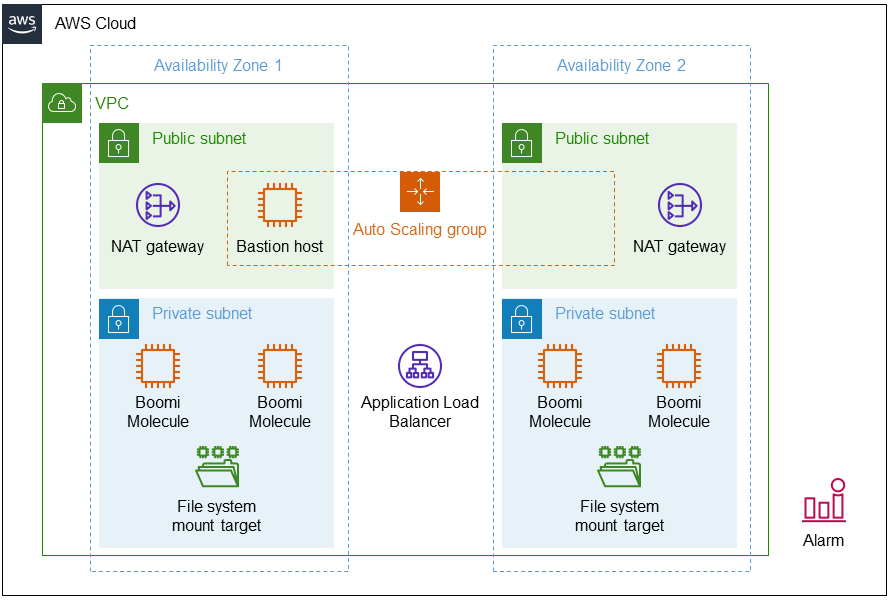 aws
AWS Cloud
Availability Zone 1
Availability Zone 2
VPC
Public subnet
Public subnet
NAT gateway
Bastion host
Auto Scaling group
NAT gateway
Private subnet
Private subnet
Boomi
Molecule
Boomi
Molecule
Application Load
Balancer
Boomi
Molecule
Boomi
Molecule
File system
mount target
File system
mount target
Alarm